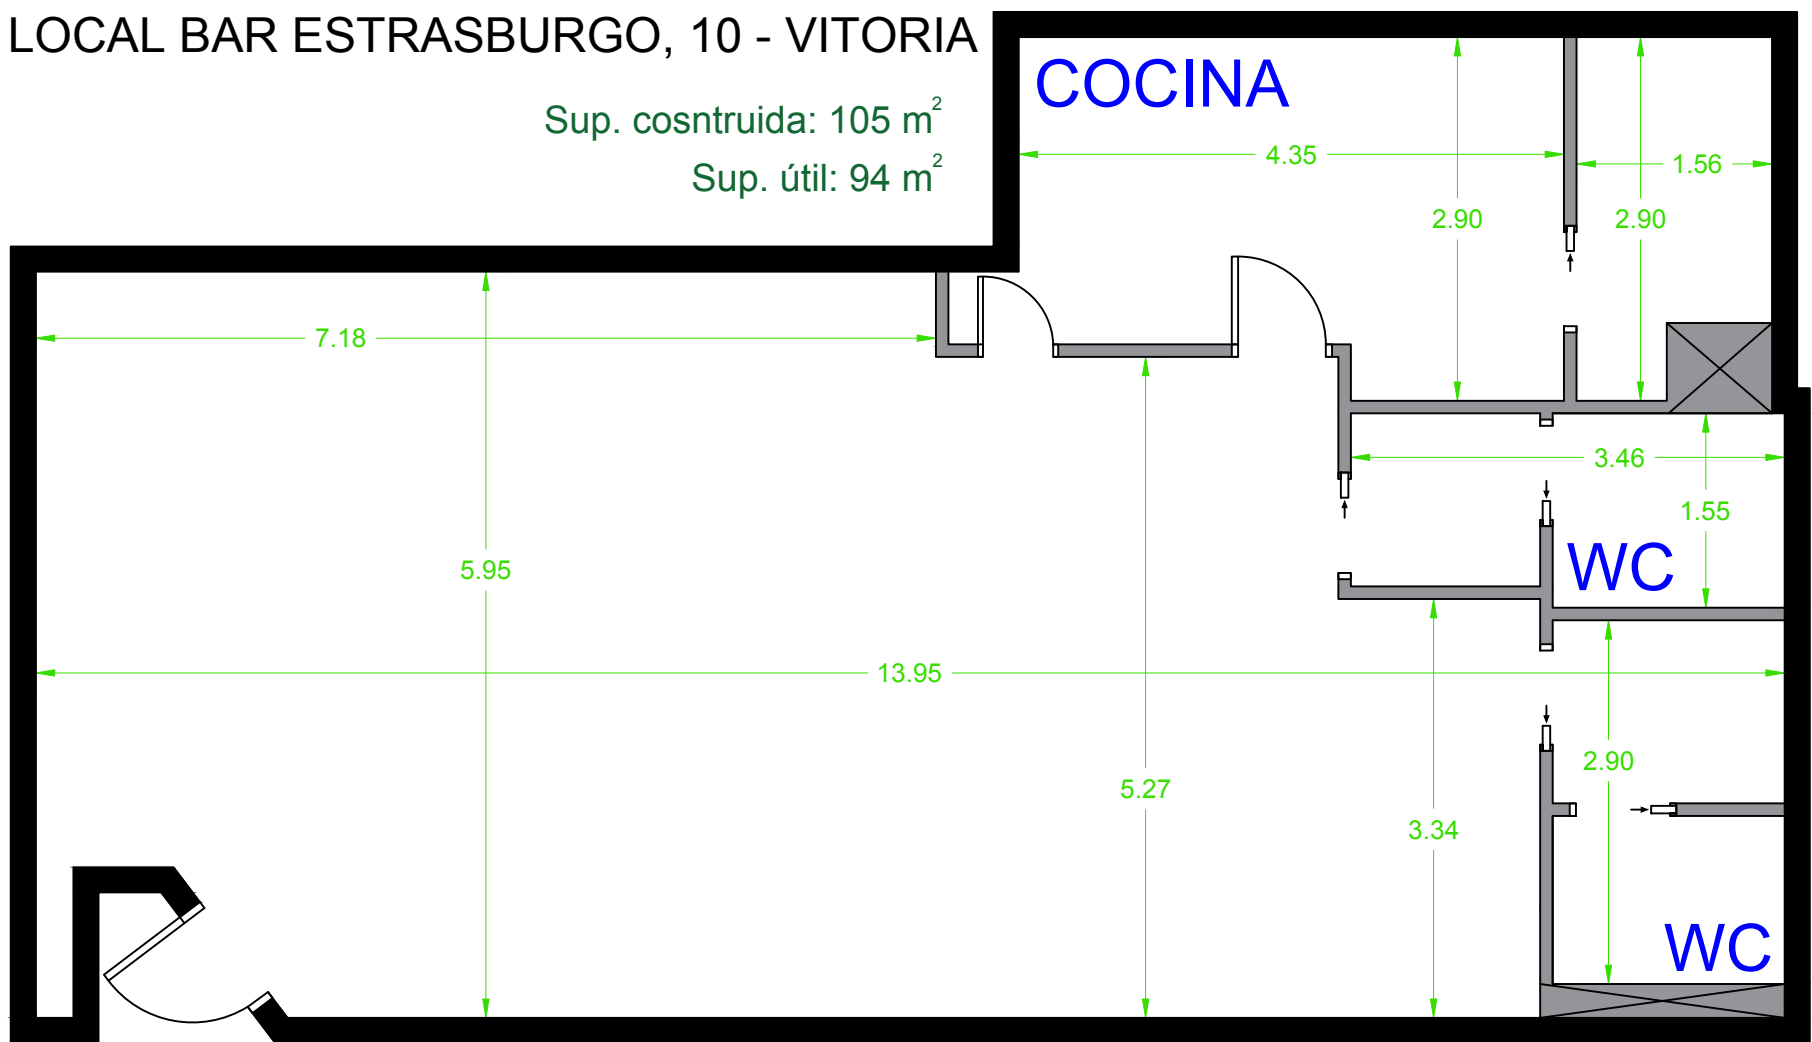 LOCAL BAR ESTRASBURGO, 10 - VITORIA
COCINA
Sup. cosntruida: 105 m²
Sup. útil: 94 m²
4.35
1.56
2.90
2.90
7.18
3.46
1.55
5.95
WC
13.95
2.90
5.27
3.34
WC